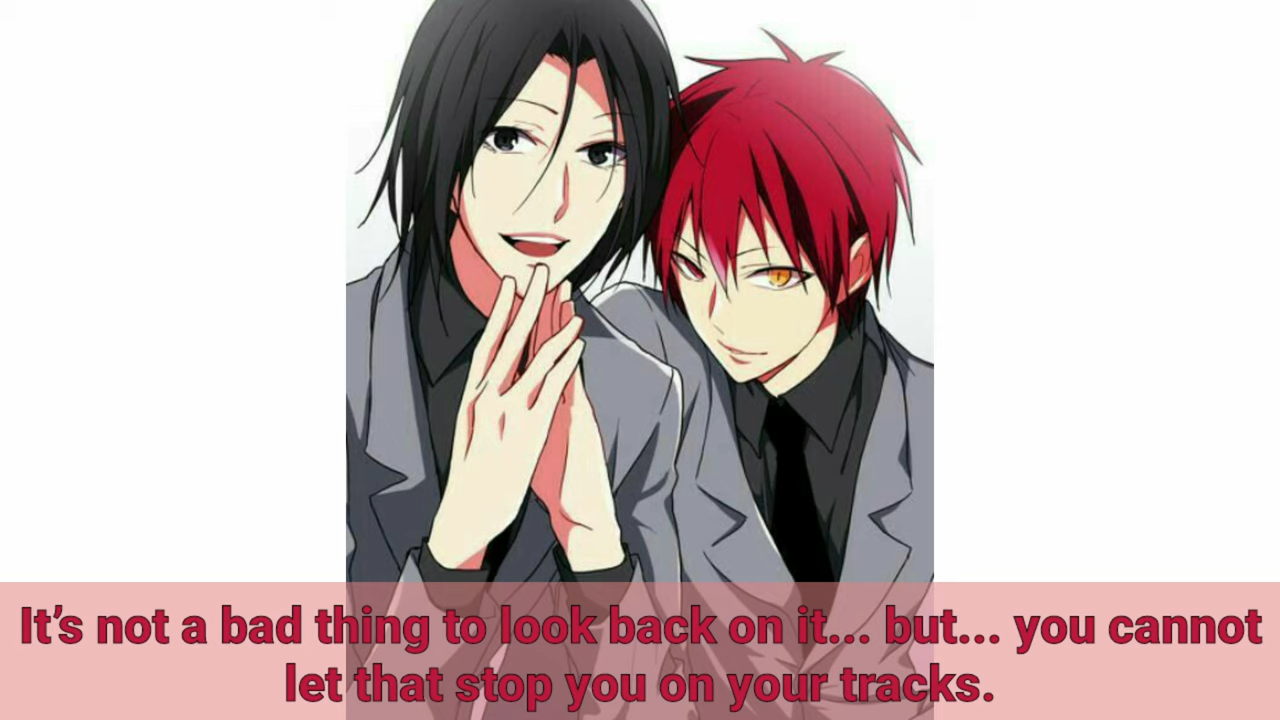 It’s not a bad thing to look back on it... but... you cannot
let that stop you on your tracks.